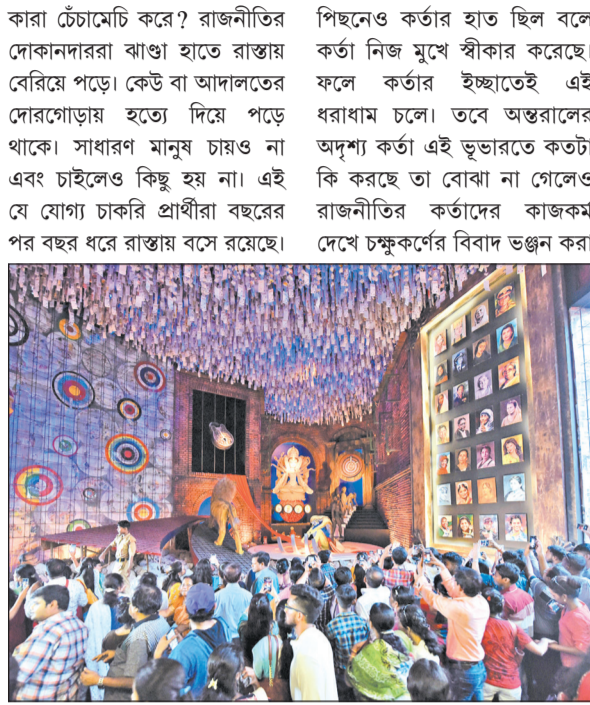 কারা চেঁচামেচি করে? রাজনীতির
দোকানদাররা ঝাণ্ডা হাতে রাস্তায়
বেরিয়ে পড়ে। কেউ বা আদালতের
দোরগোড়ায় হত্যে দিয়ে পড়ে
থাকে। সাধারণ মানুষ চায়ও না
এবং চাইলেও কিছু হয় না। এই
যে যোগ্য চাকরি প্রার্থীরা বছরের
পর বছর ধরে রাস্তায় বসে রয়েছে।
পিছনেও কর্তার হাত ছিল বলে
কর্তা নিজ মুখে স্বীকার করেছে।
ফলে কর্তার ইচ্ছাতেই এই
ধরাধাম চলে। তবে অন্তরালের
অদৃশ্য কর্তা এই ভূভারতে কতটা
কি করছে তা বোঝা না গেলেও
রাজনীতির কর্তাদের কাজকর্ম
দেখে চক্ষুকর্ণের বিবাদ ভঞ্জন করা